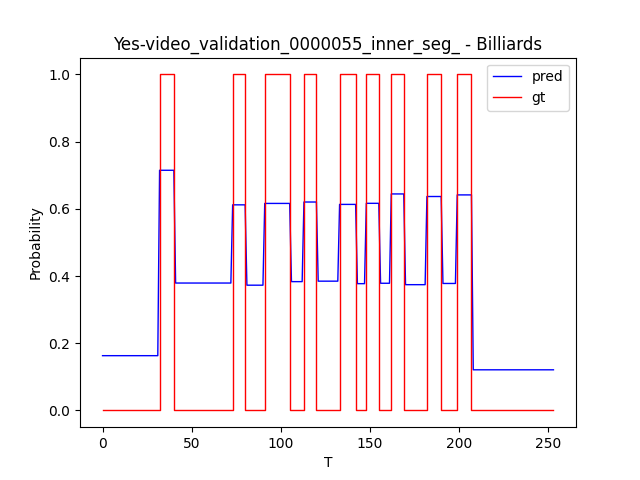 Yes-video_validation_0000055_inner_seg_ - Billiards
pred
gt
1.0
0.8
0.6
0.4
0.2
0.0
Probability
0
50
100
150
200
250
T